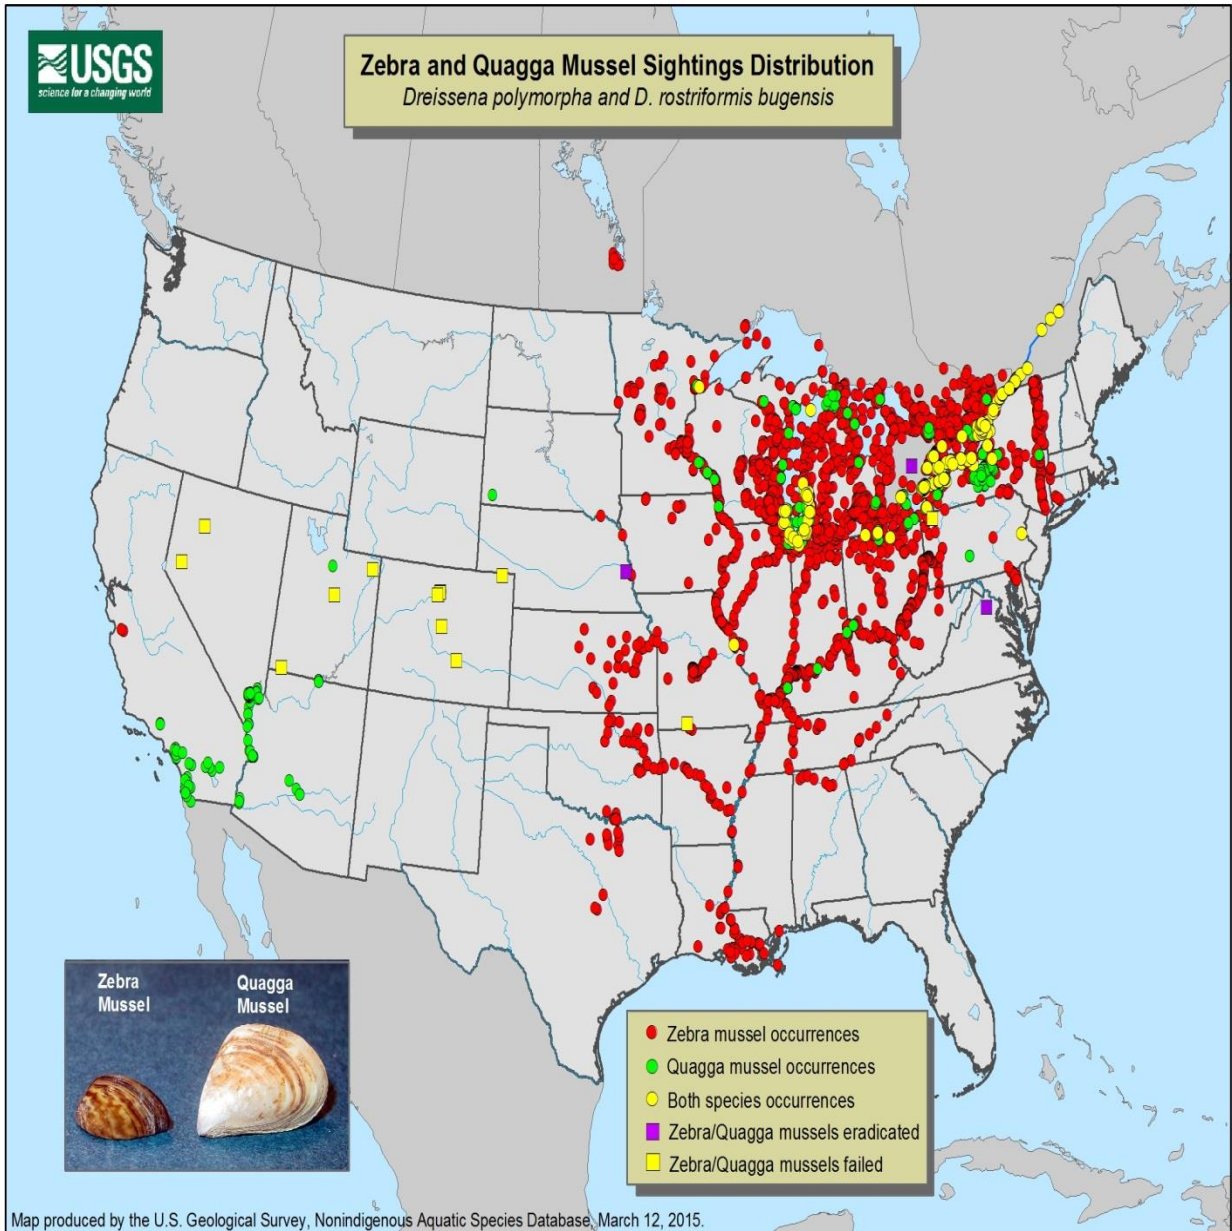 USGS
science for a changing world
Zebra and Quagga Mussel Sightings Distribution
Dreissena polymorpha and D. rostriformis bugensis
Zebra
Mussel
Quagga
Mussel
Zebra mussel occurrences
Quagga mussel occurrences
Both species occurrences
Zebra/Quagga mussels eradicated
Zebra/Quagga mussels failed
Map produced by the U.S. Geological Survey, Nonindigenous Aquatic Species Database, March 12, 2015.